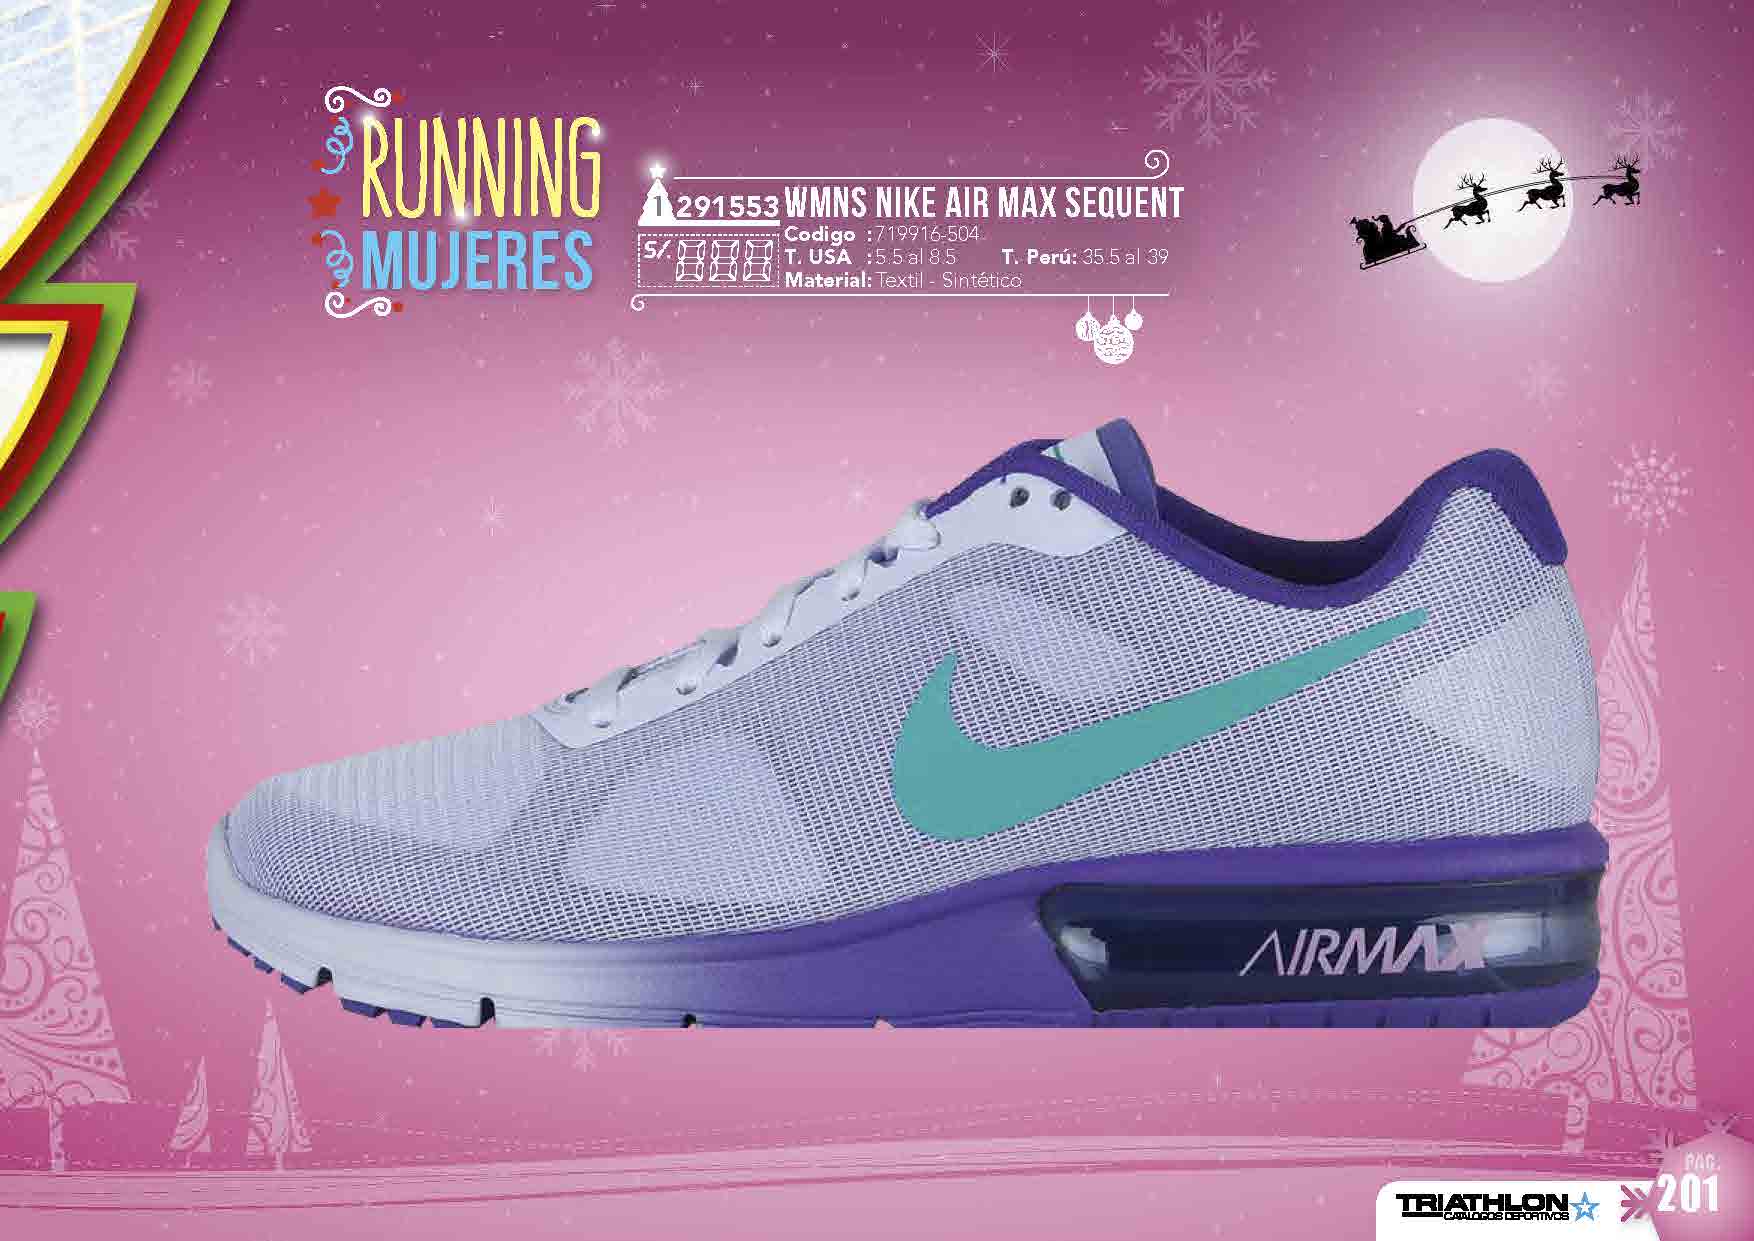 RUNNING
MUJERES
1 291553 WMNS NIKE AIR MAX SEQUENT
S/. 888
Codigo : 719916-504
T. USA : 5.5 al 8.5 T. Perú: 35.5 al 39
Material: Textil - Sintético
AIRMAX
TRIATHLON
CATALOGOS DEPORTIVOS
PAG.
201